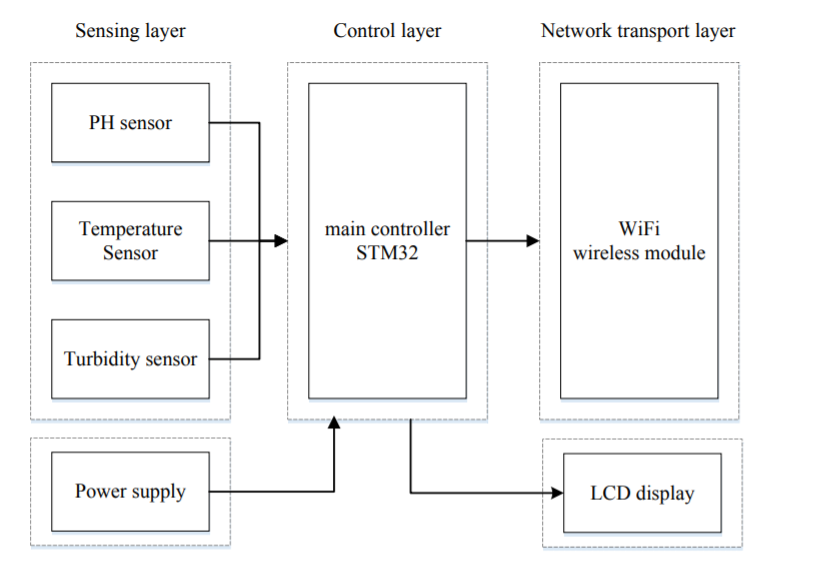 Sensing layer
Control layer
Network transport layer
PH sensor
Temperature
Sensor
Turbidity sensor
main controller
STM32
WiFi
wireless module
Power supply
LCD display